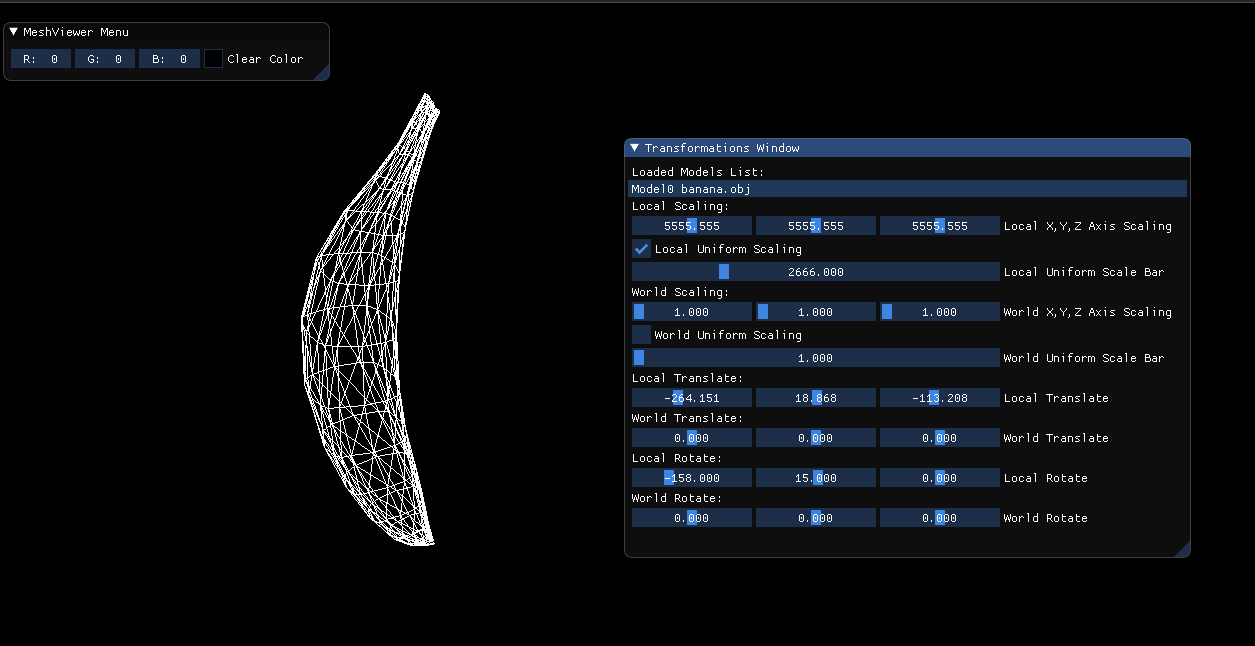 MeshViewer Menu
R: 0 G: 0 B: 0 Clear Color
Transformations Window
Loaded Models List:
Model0 banana.obj
Local Scaling:
5555.555 5555.555 5555.555 Local X,Y,Z Axis Scaling
Local Uniform Scaling
2666.000 Local Uniform Scale Bar
World Scaling:
1.000 1.000 1.000 World X,Y,Z Axis Scaling
World Uniform Scaling
1.000 World Uniform Scale Bar
Local Translate:
-264.151 18.868 -113.208 Local Translate
World Translate:
0.000 0.000 0.000 World Translate
Local Rotate:
-158.000 15.000 0.000 Local Rotate
World Rotate:
0.000 0.000 0.000 World Rotate